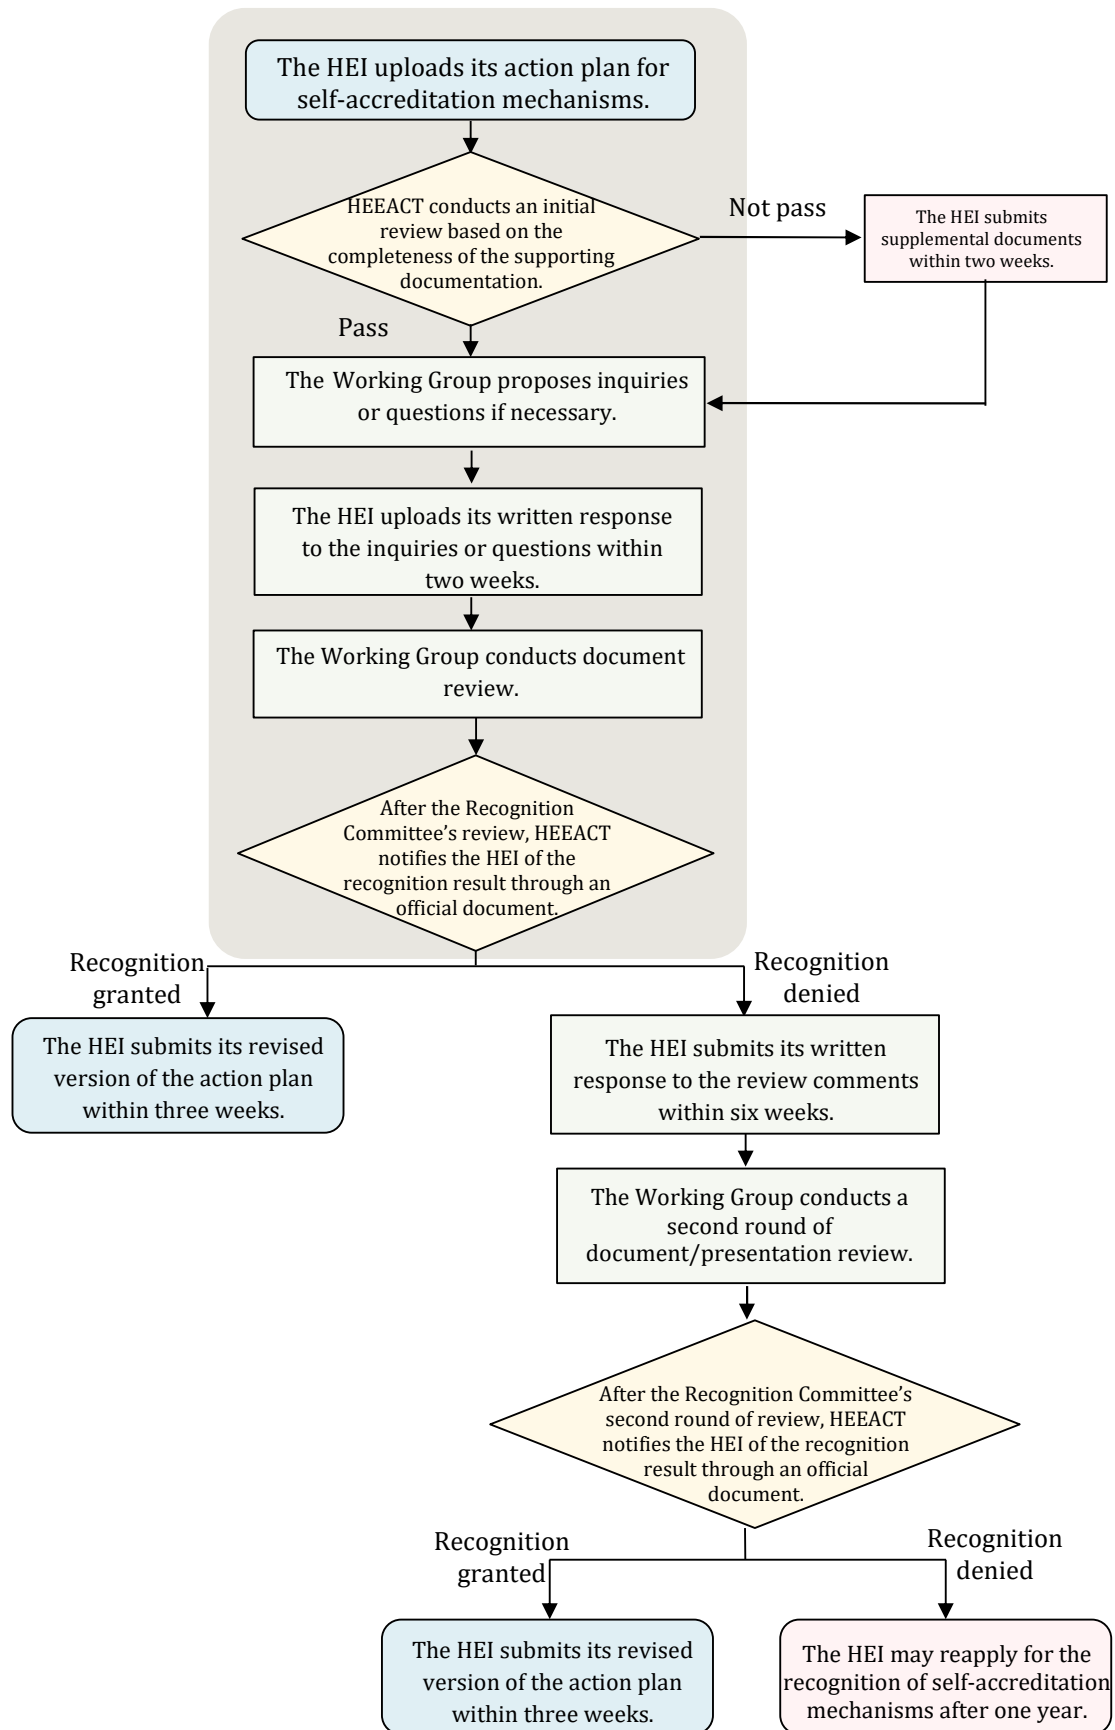 The HEI uploads its action plan for
self-accreditation mechanisms.
HEEACT conducts an initial
review based on the
completeness of the supporting
documentation.
Not pass
The HEI submits
supplemental documents
within two weeks.
Pass
The Working Group proposes inquiries
or questions if necessary.
The HEI uploads its written response
to the inquiries or questions within
two weeks.
The Working Group conducts document
review.
After the Recognition
Committee’s review, HEEACT
notifies the HEI of the
recognition result through an
official document.
Recognition
granted
Recognition
denied
The HEI submits its revised
version of the action plan
within three weeks.
The HEI submits its written
response to the review comments
within six weeks.
The Working Group conducts a
second round of
document/presentation review.
After the Recognition Committee’s
second round of review, HEEACT
notifies the HEI of the recognition
result through an official
document.
Recognition
granted
Recognition
denied
The HEI submits its revised
version of the action plan
within three weeks.
The HEI may reapply for the
recognition of self-accreditation
mechanisms after one year.